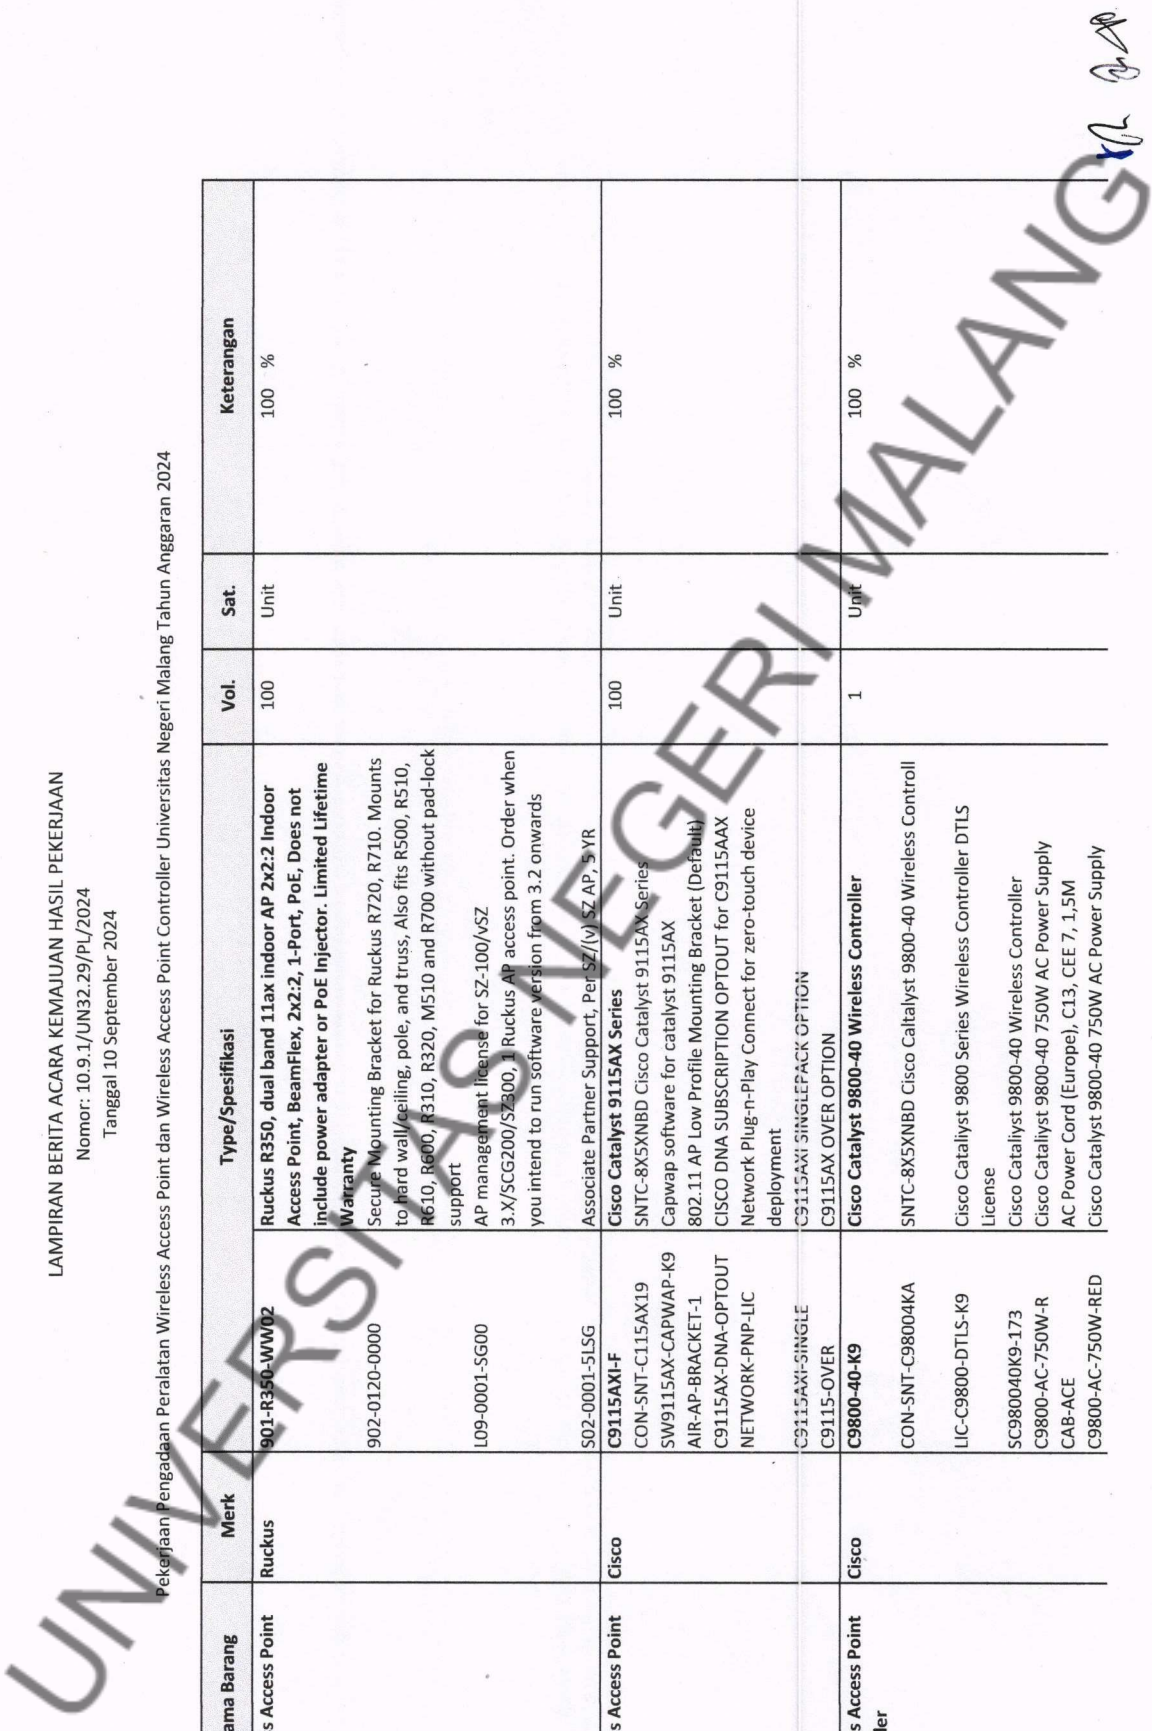 LAMPIRAN BERITA ACARA KEMAJUAN HASIL PEKERJAAN
Nomor: 10.9.1/UN32.29/PL/2024
Tanggal 10 September 2024
Pekerjaan Pengadaan Peralatan Wireless Access Point dan Wireless Access Point Controller Universitas Negeri Malang Tahun Anggaran 2024
ama Barang Merk Type/Spesifikasi Vol. Sat. Keterangan
s Access Point Ruckus 901-R350-WW02 Ruckus R350, dual band 11ax indoor AP 2x2:2 Indoor 100 Unit 100 %
Access Point, BeamFlex, 2x2:2, 1-Port, PoE, Does not
include power adapter or PoE Injector. Limited Lifetime
Warranty
902-0120-0000 Secure Mounting Bracket for Ruckus R720, R710. Mounts
to hard wall/ceiling, pole, and truss, Also fits R500, R510,
R610, R600, R310, R320, M510 and R700 without pad-lock
support
L09-0001-SG00 AP management license for SZ-100/vSZ
3.X/SCG200/SZ300, 1 Ruckus AP access point. Order when
you intend to run software version from 3.2 onwards
S02-0001-5LSG Associate Partner Support, Per SZ/(v) SZ AP, 5 YR
s Access Point Cisco C9115AXI-F Cisco Catalyst 9115AX Series 100 Unit 100 %
CON-SNT-C115AX19 SNTC-8X5XNBD Cisco Catalyst 9115AX Series
SW9115AX-CAPWAP-K9 Capwap software for catalyst 9115AX
AIR-AP-BRACKET-1 802.11 AP Low Profile Mounting Bracket (Default)
C9115AX-DNA-OPTOUT CISCO DNA SUBSCRIPTION OPTOUT for C9115AAX
NETWORK-PNP-LIC Network Plug-n-Play Connect for zero-touch device
deployment
C9115AXI-SINGLE C9115AXI SINGLEPACK OPTION
C9115-OVER C9115AX OVER OPTION
s Access Point Cisco C9800-40-K9 Cisco Catalyst 9800-40 Wireless Controller 1 Unit 100 %
ler
CON-SNT-C98004KA SNTC-8X5XNBD Cisco Caltalyst 9800-40 Wireless Controll
LIC-C9800-DTLS-K9 Cisco Cataliyst 9800 Series Wireless Controller DTLS
License
SC980040K9-173 Cisco Cataliyst 9800-40 Wireless Controller
C9800-AC-750W-R Cisco Cataliyst 9800-40 750W AC Power Supply
CAB-ACE AC Power Cord (Europe), C13, CEE 7, 1,5M
C9800-AC-750W-RED Cisco Catalyst 9800-40 750W AC Power Supply
UNIVERSITAS NEGERI MALANG